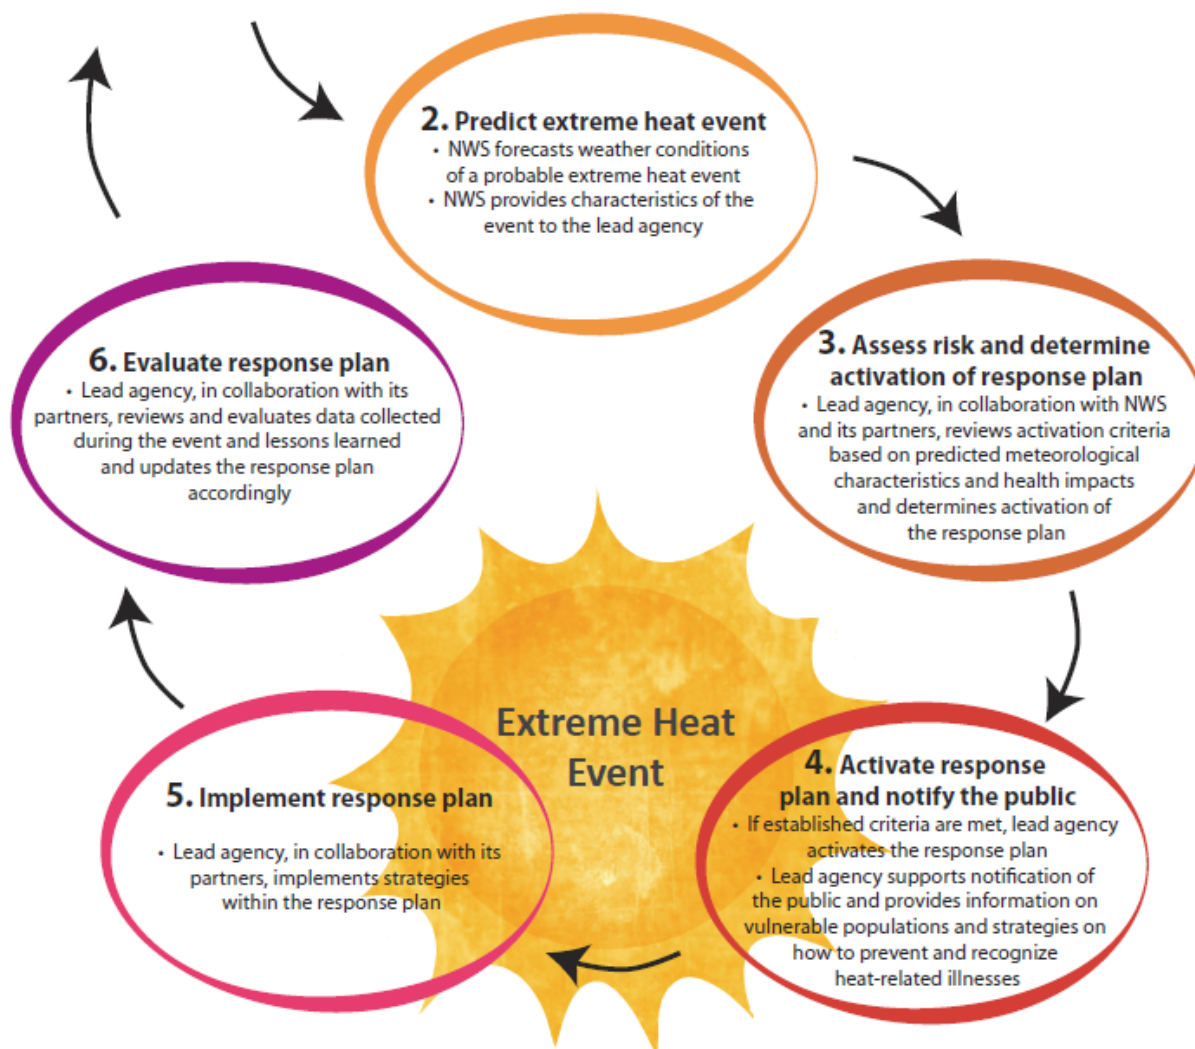 2. Predict extreme heat event
• NWS forecasts weather conditions
of a probable extreme heat event
• NWS provides characteristics of the
event to the lead agency
3. Assess risk and determine
activation of response plan
• Lead agency, in collaboration with NWS
and its partners, reviews activation criteria
based on predicted meteorological
characteristics and health impacts
and determines activation of
the response plan
4. Activate response
plan and notify the public
• If established criteria are met, lead agency
activates the response plan
• Lead agency supports notification of
the public and provides information on
vulnerable populations and strategies on
how to prevent and recognize
heat-related illnesses
5. Implement response plan
• Lead agency, in collaboration with its
partners, implements strategies
within the response plan
6. Evaluate response plan
• Lead agency, in collaboration with its
partners, reviews and evaluates data collected
during the event and lessons learned
and updates the response plan
accordingly
Extreme Heat
Event